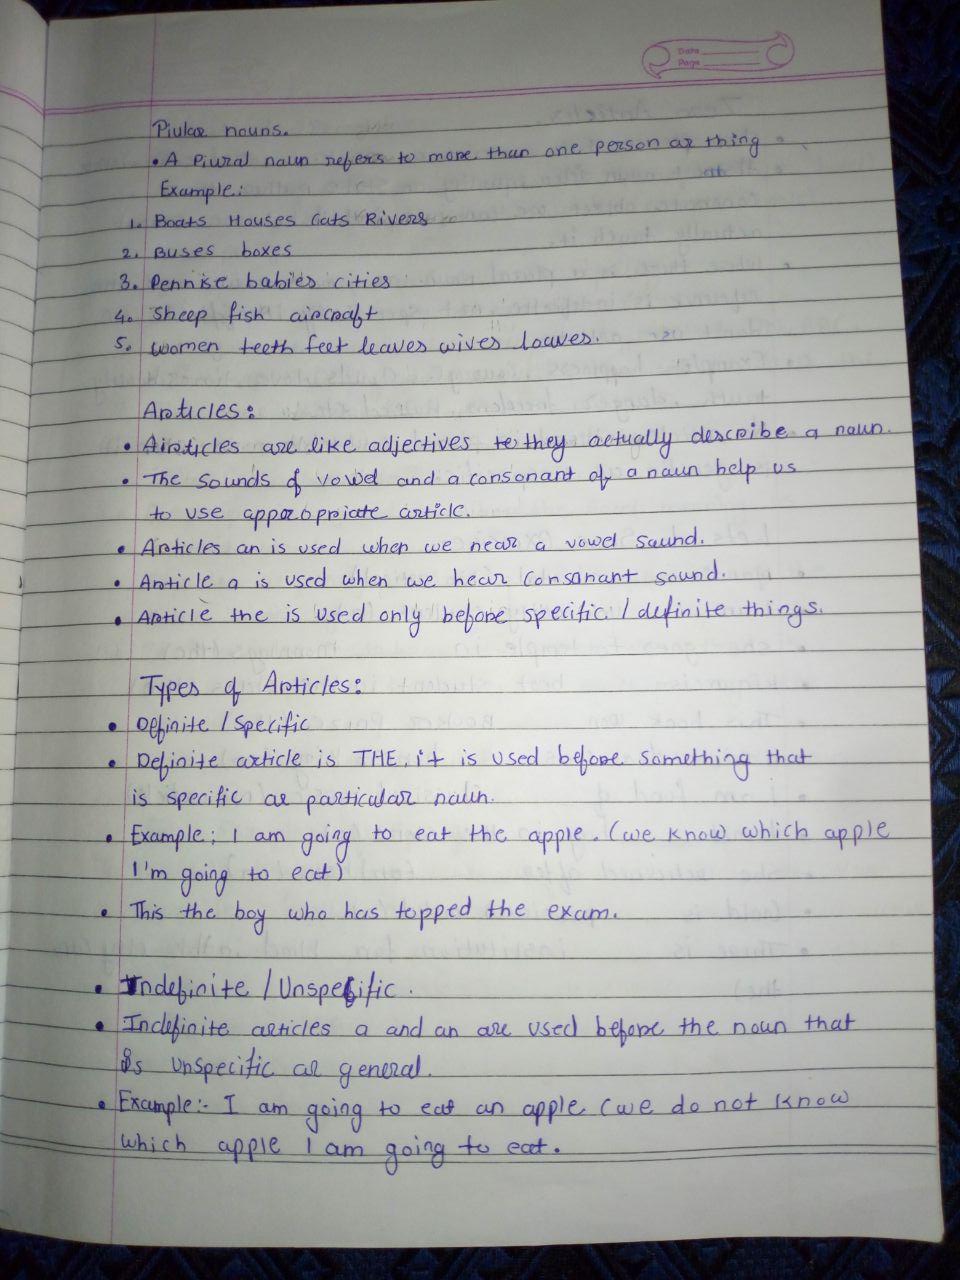 Date
Page
Piular nouns.
• A Piural naun refers to more than one person ar thing
Example:
1. Boats Houses Cats Rivers
2. Buses boxes
3. Pennise babies cities
4. Sheep fish aircraft
5. Women teeth feet leaves wives loaves.
Articles:
• Airticles are like adjectives to they actually describe a naun.
• The Sounds of vowel and a consonant of a naun help us
to use apporopriate article.
• Articles an is used when we near a vowel saund.
• Article a is used when we hear Consanant saund.
• Article the is used only before specific / definite things.
Types of Articles:
• Definite / Specific
• Definite article is THE, it is used before something that
is specific ar particular naun.
• Example: I am going to eat the apple. (we know which apple
I'm going to eat)
• This the boy who has topped the exam.
• Indefinite / Unspecific.
• Indefinite articles a and an are used before the noun that
is unspecific ar general.
• Example:- I am going to eat an apple (we do not know
which apple I am going to eat.